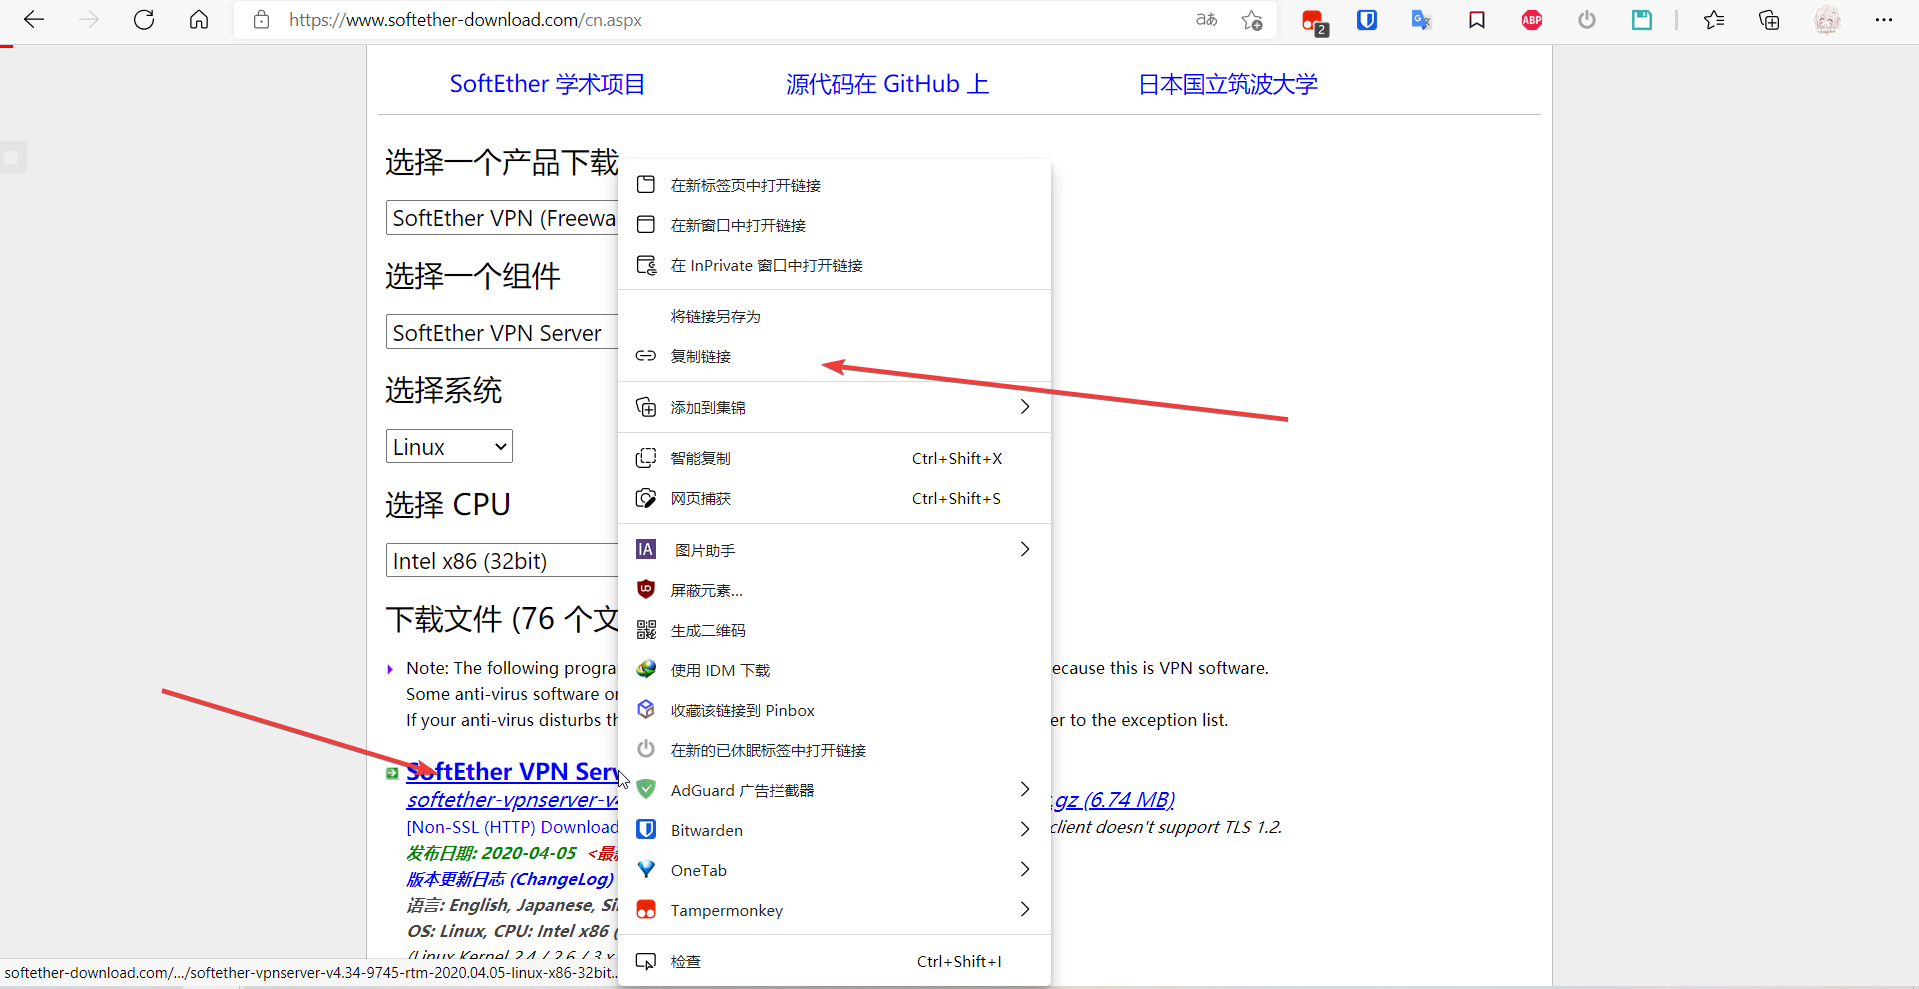 https://www.softether-download.com/cn.aspx
aあ
2
ABP
SoftEther 学术项目
源代码在 GitHub 上
日本国立筑波大学
选择一个产品下载
SoftEther VPN (Freewa
选择一个组件
SoftEther VPN Server
选择系统
Linux
选择 CPU
Intel x86 (32bit)
下载文件 (76 个文
Note: The following progra
ecause this is VPN software.
Some anti-virus software or
If your anti-virus disturbs th
er to the exception list.
SoftEther VPN Serv
softether-vpnserver-v4
.gz (6.74 MB)
[Non-SSL (HTTP) Download
client doesn't support TLS 1.2.
发布日期: 2020-04-05 <最新
版本更新日志 (ChangeLog)
语言: English, Japanese, Si
OS: Linux, CPU: Intel x86 (
(Linux Kernel 2.4 / 2.6 / 3.x
softether-download.com/.../softether-vpnserver-v4.34-9745-rtm-2020.04.05-linux-x86-32bit...
在新标签页中打开链接
在新窗口中打开链接
在 InPrivate 窗口中打开链接
将链接另存为
复制链接
添加到集锦
智能复制 Ctrl+Shift+X
网页捕获 Ctrl+Shift+S
IA 图片助手
屏蔽元素...
生成二维码
使用 IDM 下载
收藏该链接到 Pinbox
在新的已休眠标签中打开链接
AdGuard 广告拦截器
Bitwarden
OneTab
Tampermonkey
检查 Ctrl+Shift+I